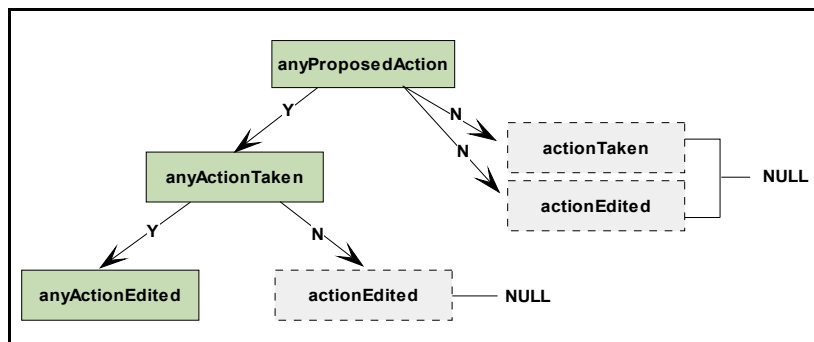 anyProposedAction
Y
N
N
actionTaken
NULL
anyActionTaken
actionEdited
Y
N
anyActionEdited
actionEdited
NULL